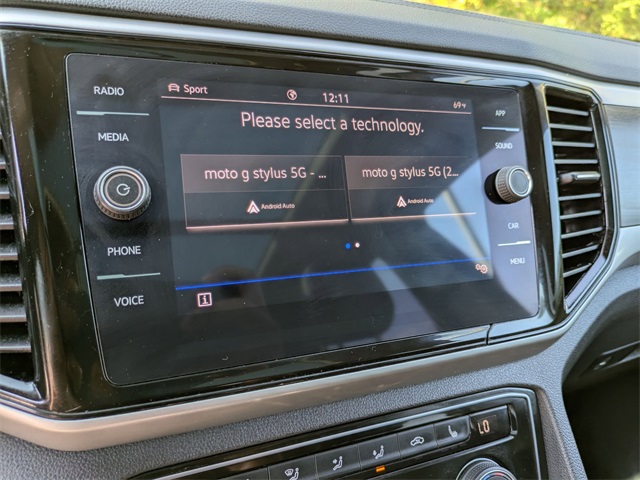 RADIO
MEDIA
PHONE
VOICE
Sport
12:11
69°F
Please select a technology.
moto g stylus 5G - ...
Android Auto
moto g stylus 5G (2...
Android Auto
i
APP
SOUND
CAR
MENU
LO